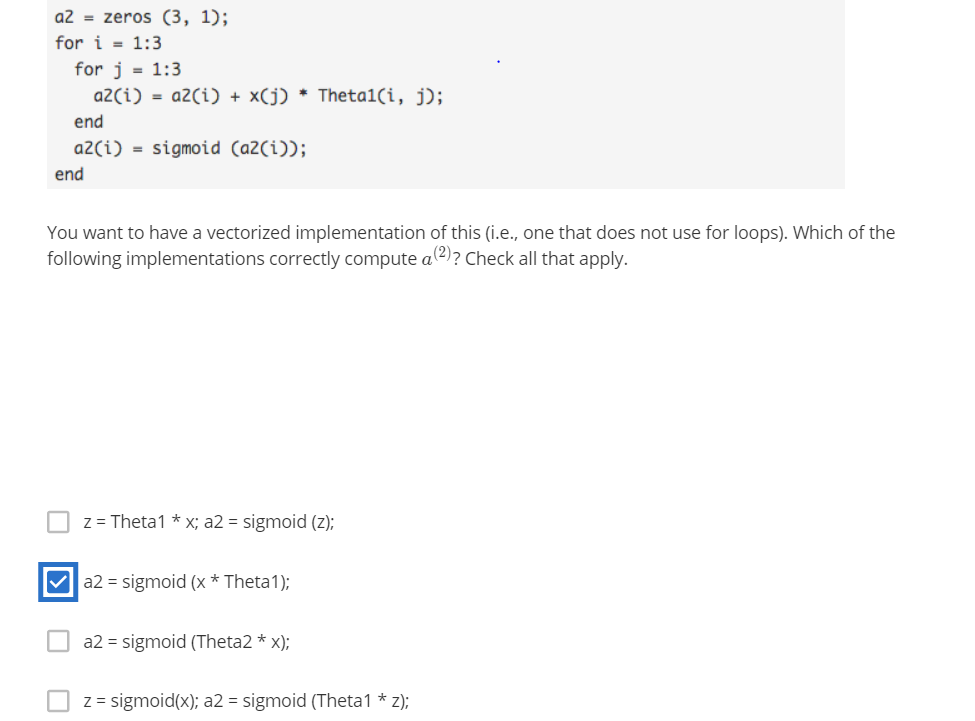 a2 = zeros (3, 1);
for i = 1:3
for j = 1:3
a2(i) = a2(i) + x(j) * Theta1(i, j);
end
a2(i) = sigmoid (a2(i));
end
You want to have a vectorized implementation of this (i.e., one that does not use for loops). Which of the
following implementations correctly compute a⁽²⁾? Check all that apply.
z = Theta1 * x; a2 = sigmoid (z);
a2 = sigmoid (x * Theta1);
a2 = sigmoid (Theta2 * x);
z = sigmoid(x); a2 = sigmoid (Theta1 * z);